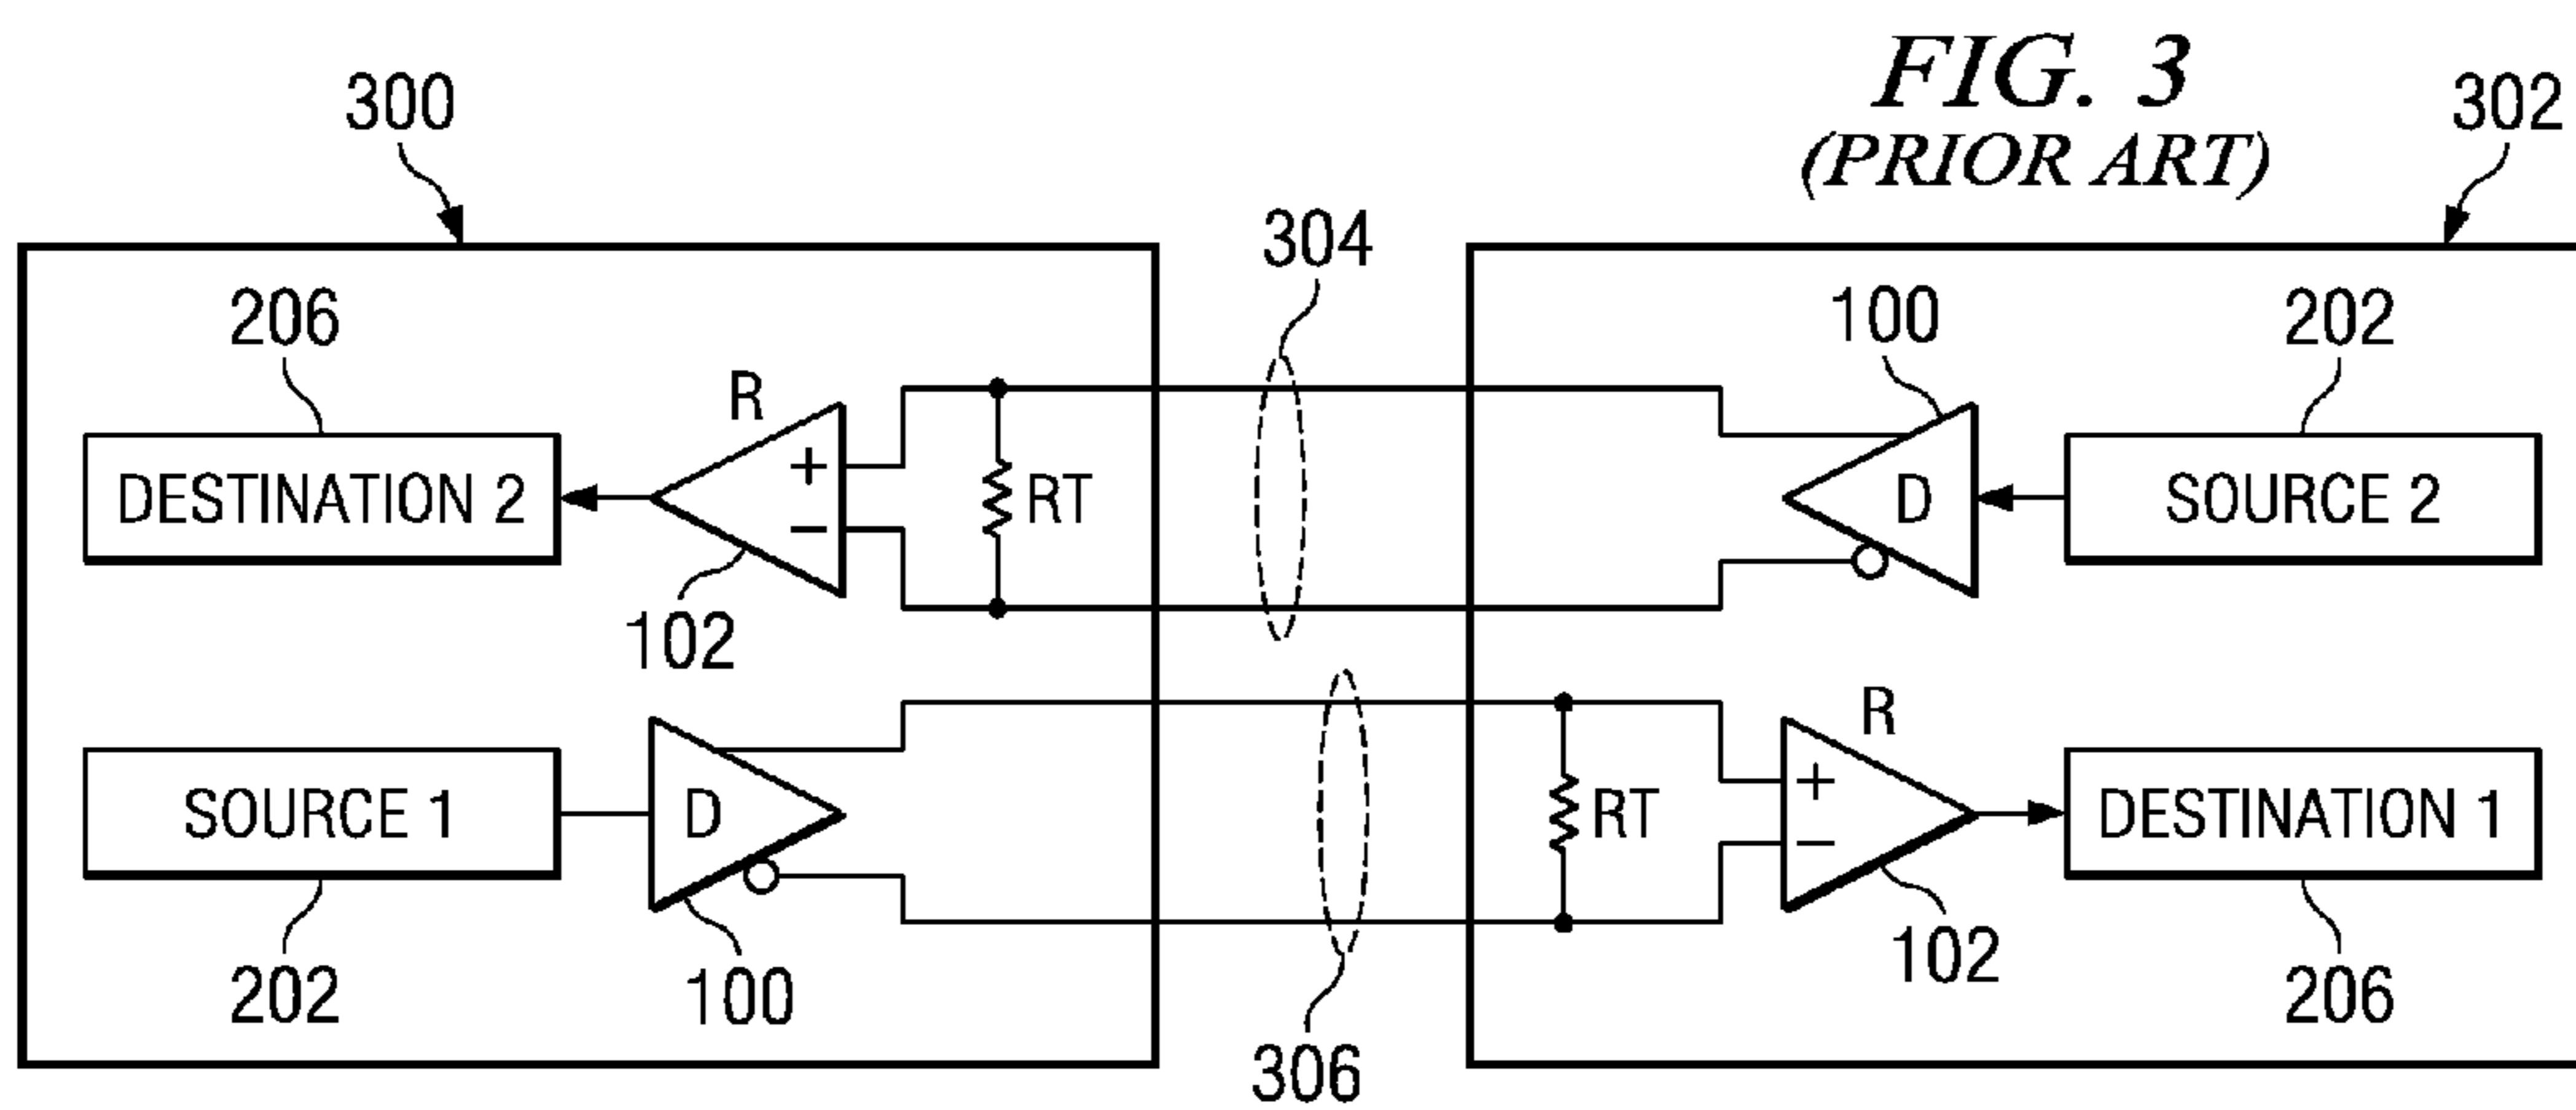 FIG. 3
(PRIOR ART)
300
302
304
206
100
202
R
DESTINATION 2
+
−
RT
D
SOURCE 2
102
R
SOURCE 1
D
RT
+
−
DESTINATION 1
202
100
102
206
306